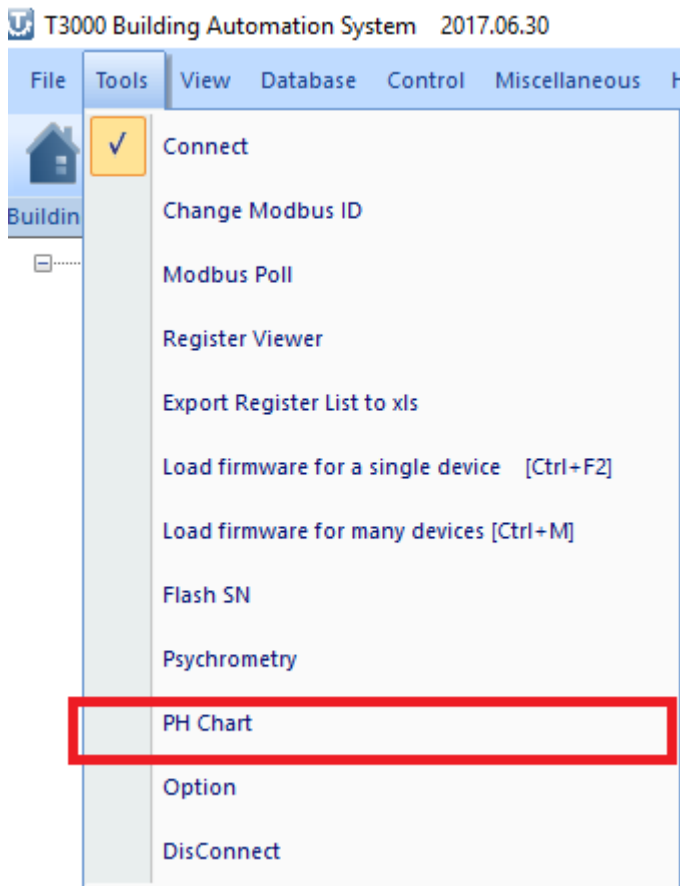 T3000 Building Automation System 2017.06.30
File Tools View Database Control Miscellaneous
Connect
Buildin
Change Modbus ID
Modbus Poll
Register Viewer
Export Register List to xls
Load firmware for a single device [Ctrl+F2]
Load firmware for many devices [Ctrl+M]
Flash SN
Psychrometry
PH Chart
Option
DisConnect